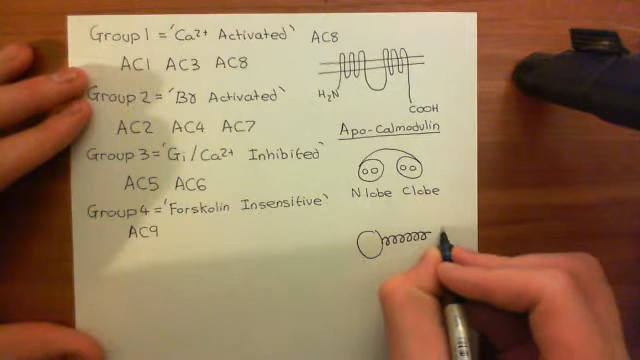 Group 1 = 'Ca²⁺ Activated'
AC1 AC3 AC8
Group 2 = 'Bγ Activated'
AC2 AC4 AC7
Group 3 = 'Gi/Ca²⁺ Inhibited'
AC5 AC6
Group 4 = 'Forskolin Insensitive'
AC9
AC8
H₂N
COOH
Apo-Calmodulin
N lobe C lobe